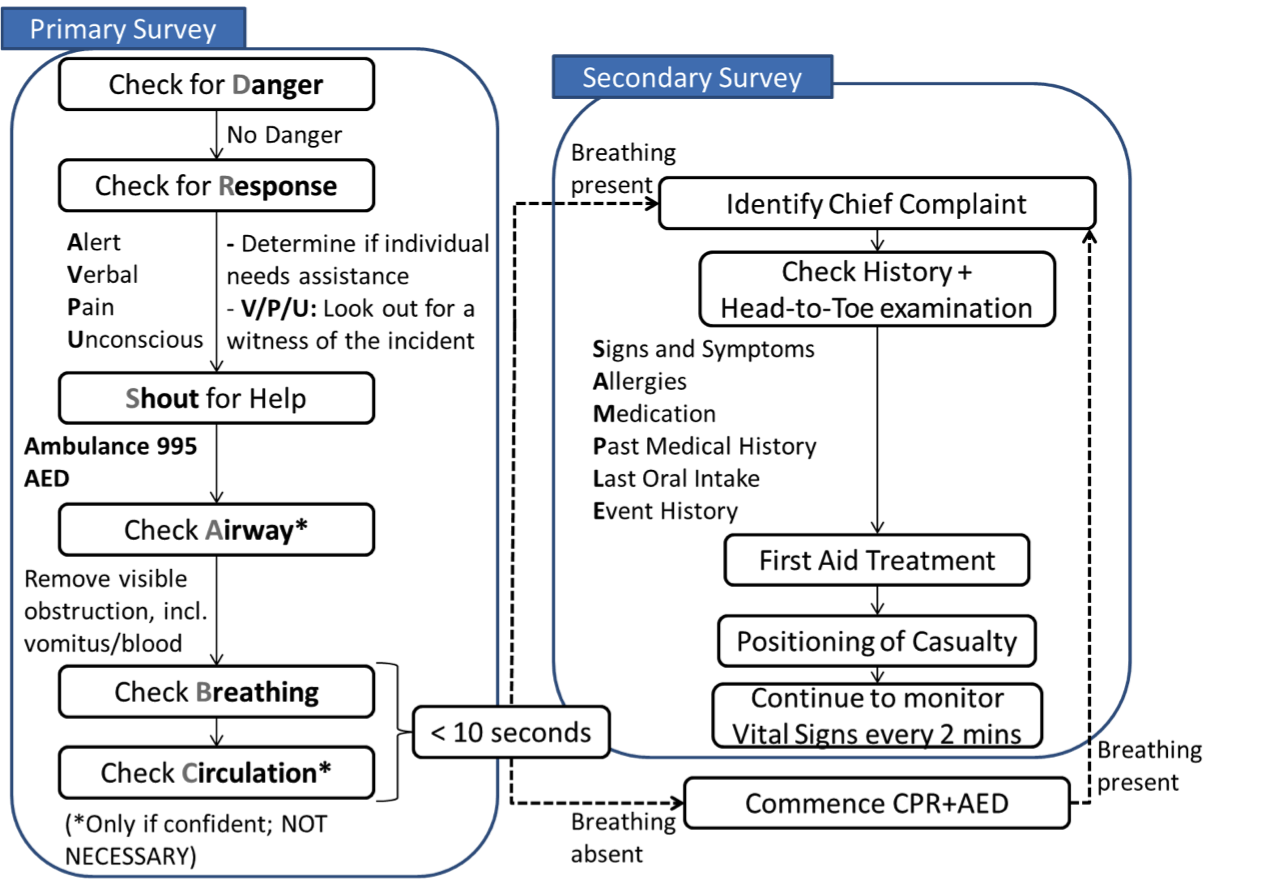 Primary Survey
Check for Danger
No Danger
Check for Response
Alert
Verbal
Pain
Unconscious
- Determine if individual
needs assistance
- V/P/U: Look out for a
witness of the incident
Shout for Help
Ambulance 995
AED
Check Airway*
Remove visible
obstruction, incl.
vomitus/blood
Check Breathing
Check Circulation*
(*Only if confident; NOT
NECESSARY)
< 10 seconds
Secondary Survey
Breathing
present
Identify Chief Complaint
Check History +
Head-to-Toe examination
Signs and Symptoms
Allergies
Medication
Past Medical History
Last Oral Intake
Event History
First Aid Treatment
Positioning of Casualty
Continue to monitor
Vital Signs every 2 mins
Breathing
absent
Commence CPR+AED
Breathing
present